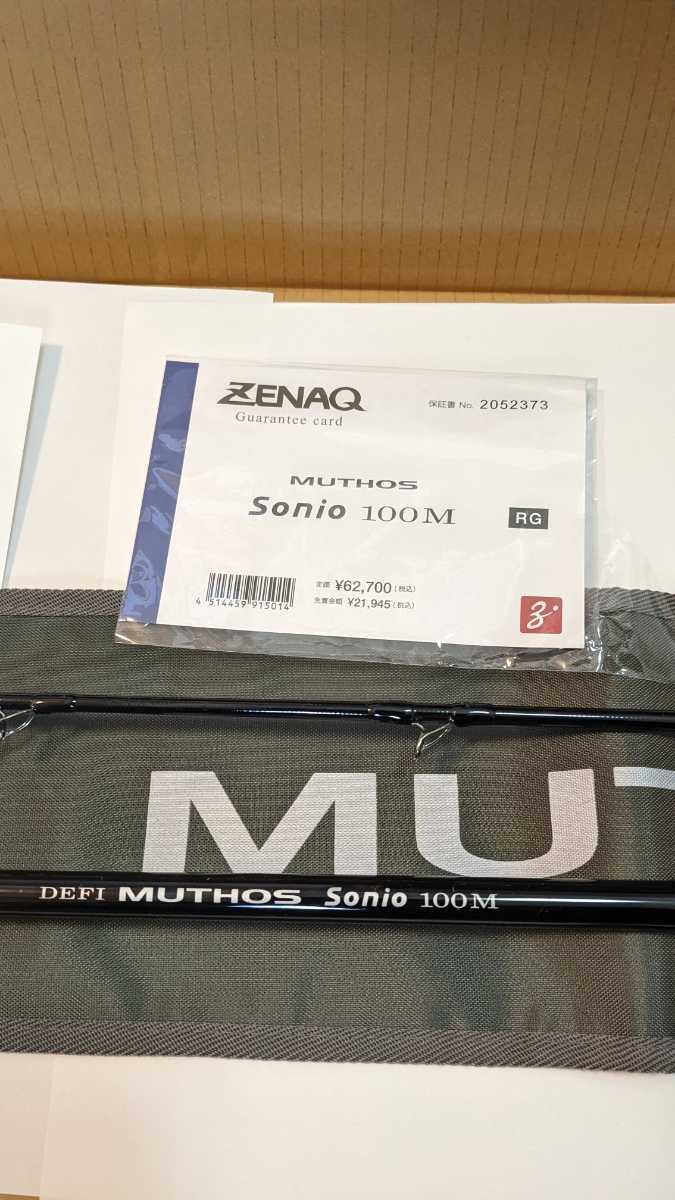 ZENAQ
Guarantee card
保証書 No. 2052373
MUTHOS
Sonio 100M
RG
定価 ¥62,700 (税込)
免責金額 ¥21,945 (税込)
4 514459 915014
MUT
DEFI MUTHOS Sonio 100M